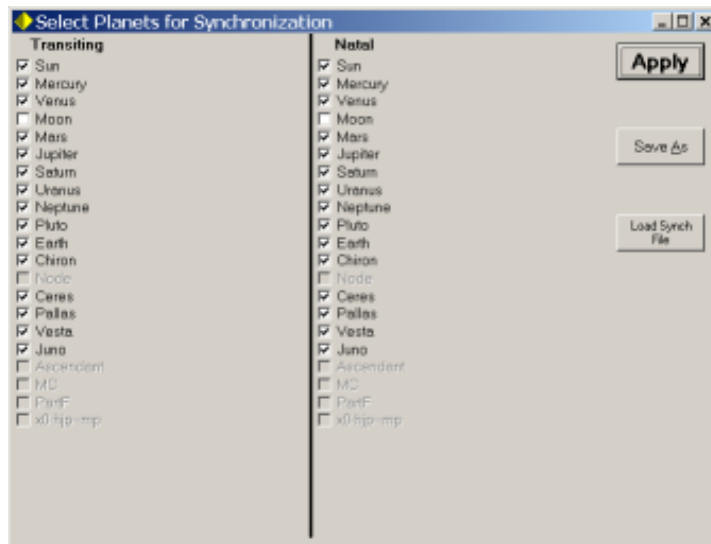 Select Planets for Synchronization
Transiting
Sun
Mercury
Venus
Moon
Mars
Jupiter
Saturn
Uranus
Neptune
Pluto
Earth
Chiron
Node
Ceres
Pallas
Vesta
Juno
Ascendant
MC
PartF
Natal
Sun
Mercury
Venus
Moon
Mars
Jupiter
Saturn
Uranus
Neptune
Pluto
Earth
Chiron
Node
Ceres
Pallas
Vesta
Juno
Ascendant
MC
PartF
Apply
Save As
Load Synch
File